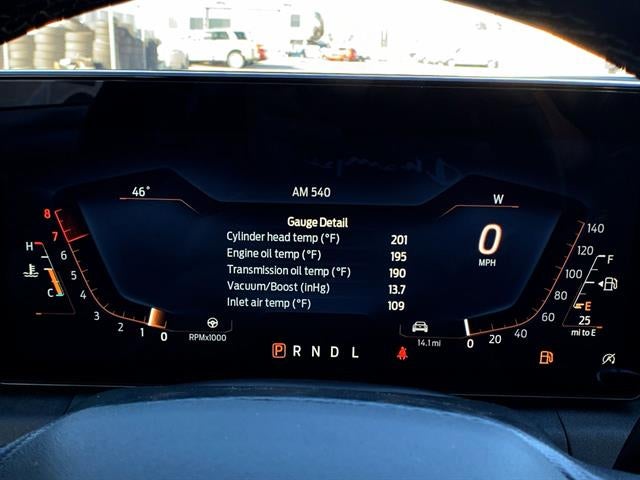 46° AM 540 W
Gauge Detail
Cylinder head temp (°F) 201
Engine oil temp (°F) 195
Transmission oil temp (°F) 190
Vacuum/Boost (inHg) 13.7
Inlet air temp (°F) 109
0
MPH
8
7
6
5
4
3
2
1
0
RPMx1000
H
C
14.1 mi
0
20
40
60
80
100
120
140
F
E
25
mi to E
P R N D L